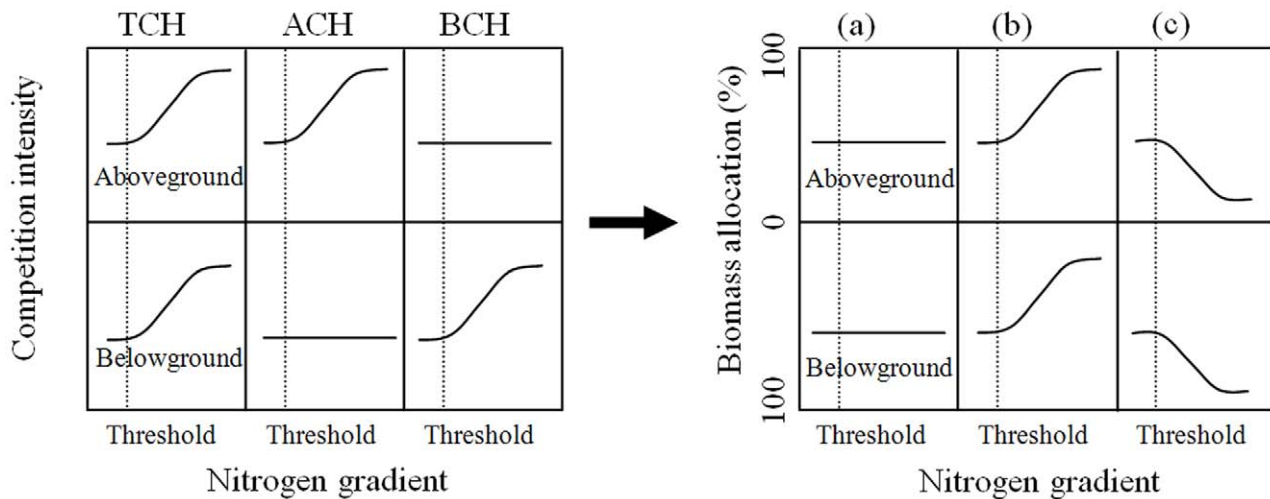 TCH ACH BCH
Competition intensity
Aboveground
Belowground
Threshold Threshold Threshold
Nitrogen gradient
(a) (b) (c)
Biomass allocation (%)
100
0
100
Aboveground
Belowground
Threshold Threshold Threshold
Nitrogen gradient